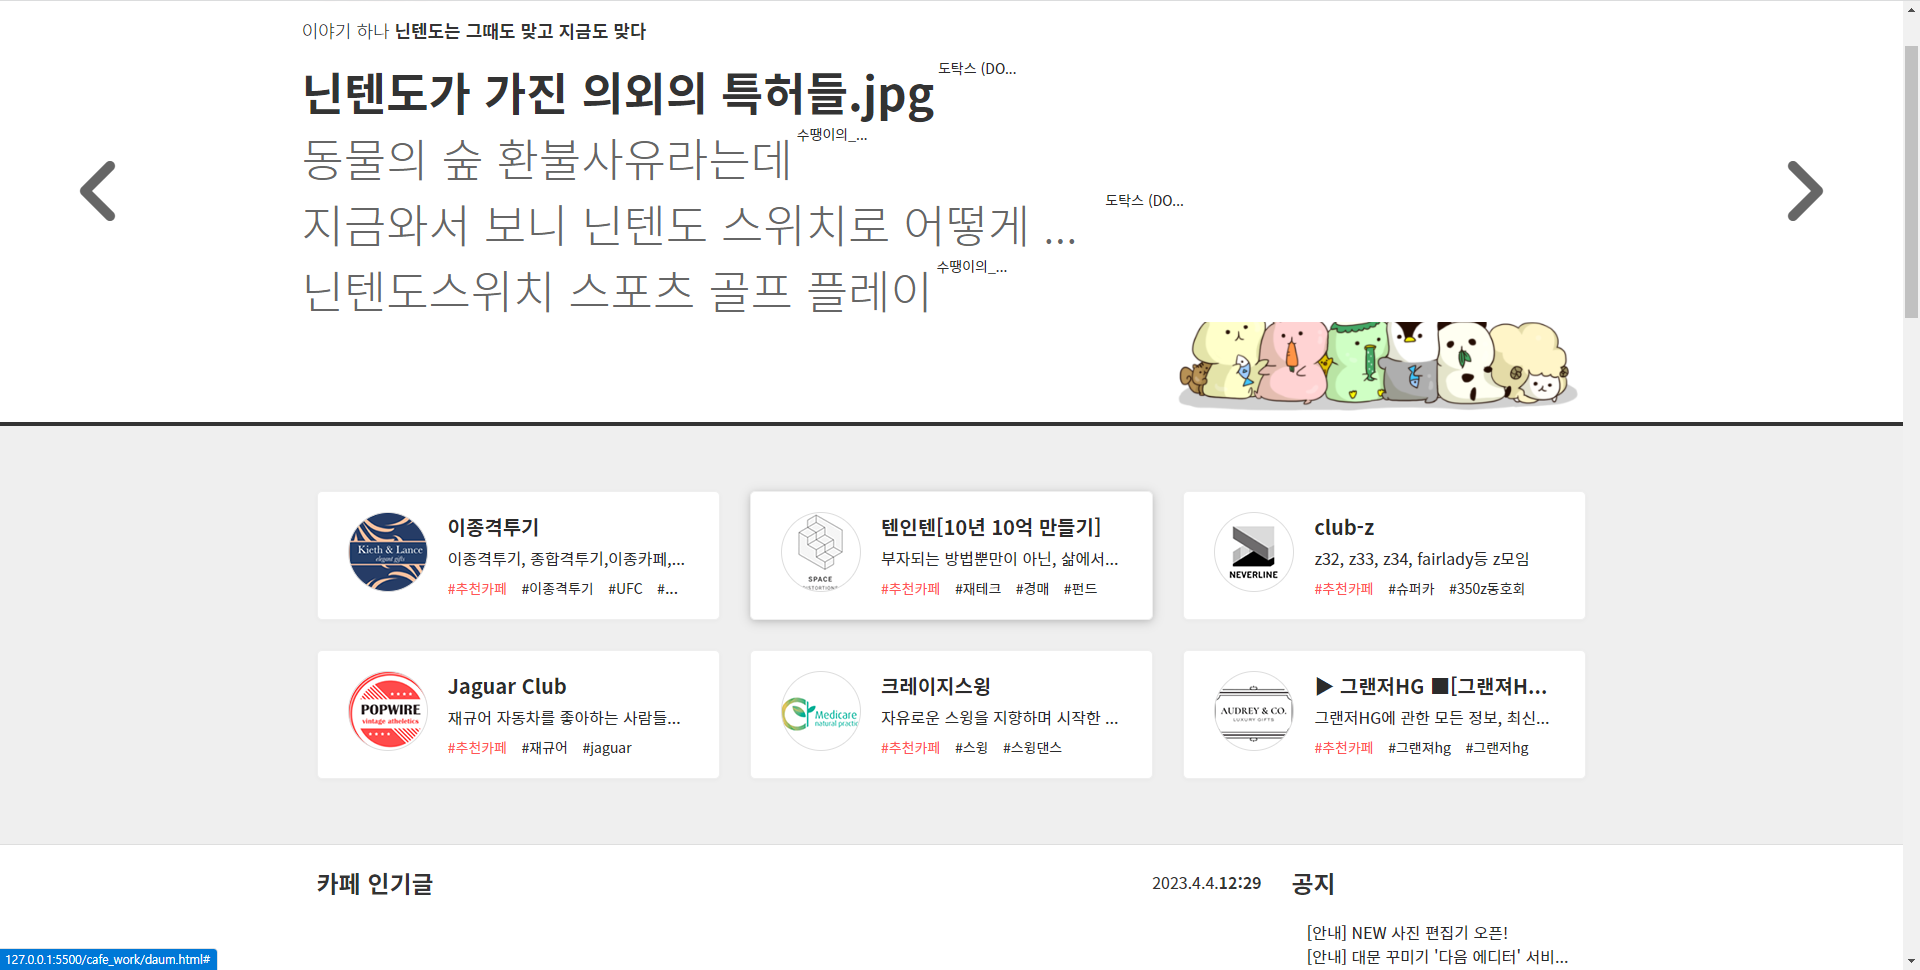 이야기 하나 닌텐도는 그때도 맞고 지금도 맞다
닌텐도가 가진 의외의 특허들.jpg 도탁스 (DO...
동물의 숲 환불사유라는데 수땡이의_...
지금와서 보니 닌텐도 스위치로 어떻게 ... 도탁스 (DO...
닌텐도스위치 스포츠 골프 플레이 수땡이의_...
Kieth & Lance
elegant gifts
이종격투기
이종격투기, 종합격투기,이종카페,...
#추천카페 #이종격투기 #UFC #...
SPACE
DISTORTIONS
텐인텐[10년 10억 만들기]
부자되는 방법뿐만이 아닌, 삶에서...
#추천카페 #재테크 #경매 #펀드
NEVERLINE
club-z
z32, z33, z34, fairlady등 z모임
#추천카페 #슈퍼카 #350z동호회
POPWIRE
vintage atheletics
Jaguar Club
재규어 자동차를 좋아하는 사람들...
#추천카페 #재규어 #jaguar
Medicare
natural practic
크레이지스윙
자유로운 스윙을 지향하며 시작한 ...
#추천카페 #스윙 #스윙댄스
AUDREY & CO.
LUXURY GIFTS
▶ 그랜저HG ■[그랜져H...
그랜저HG에 관한 모든 정보, 최신...
#추천카페 #그랜져hg #그랜저hg
카페 인기글
2023.4.4.12:29
공지
[안내] NEW 사진 편집기 오픈!
[안내] 대문 꾸미기 '다음 에디터' 서비...
127.0.0.1:5500/cafe_work/daum.html#